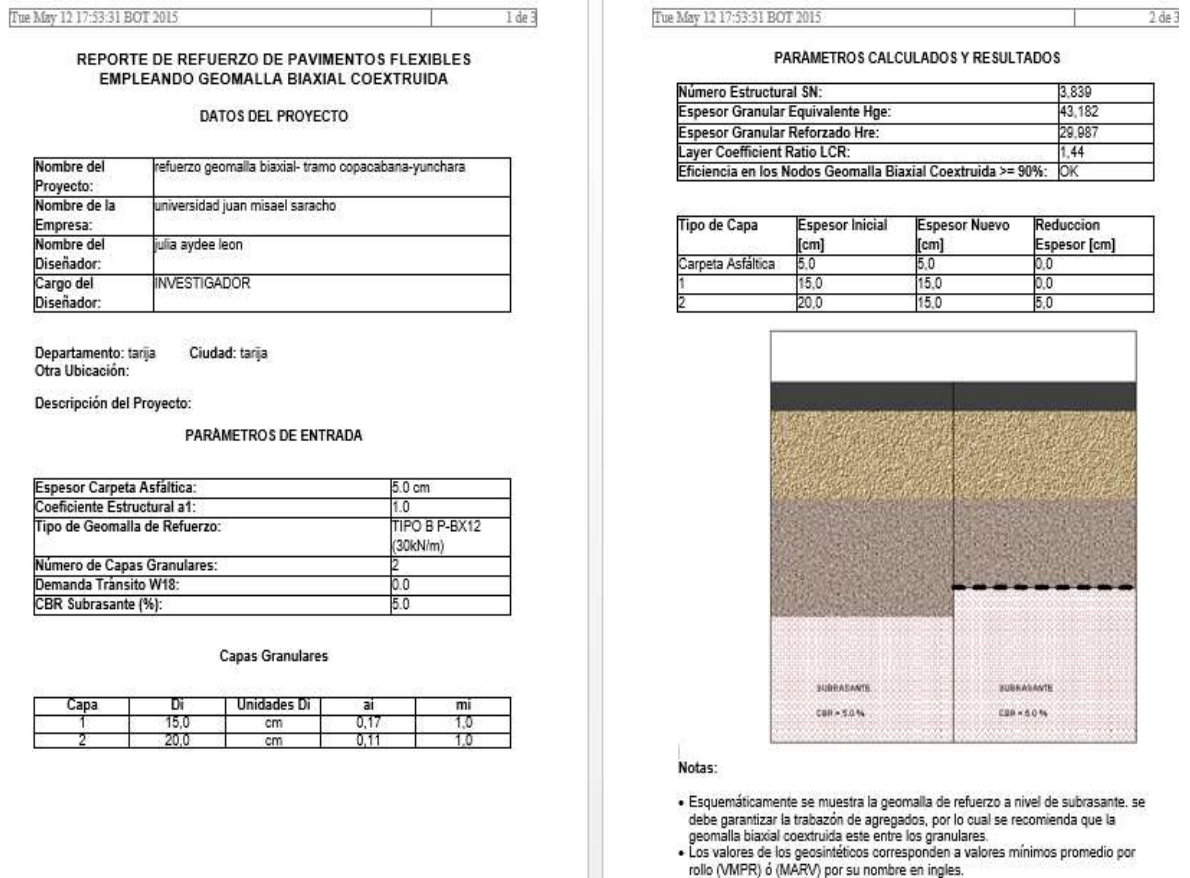 Tue May 12 17:53:31 BOT 2015 1 de 3
REPORTE DE REFUERZO DE PAVIMENTOS FLEXIBLES
EMPLEANDO GEOMALLA BIAXIAL COEXTRUIDA
DATOS DEL PROYECTO
Nombre del refuerzo geomalla biaxial- tramo copacabana-yunchara
Proyecto:
Nombre de la universidad juan misael saracho
Empresa:
Nombre del julia aydee leon
Diseñador:
Cargo del INVESTIGADOR
Diseñador:
Departamento: tarija Ciudad: tarija
Otra Ubicación:
Descripción del Proyecto:
PARÀMETROS DE ENTRADA
Espesor Carpeta Asfáltica: 5.0 cm
Coeficiente Estructural a1: 1.0
Tipo de Geomalla de Refuerzo: TIPO B P-BX12
(30kN/m)
Número de Capas Granulares: 2
Demanda Trànsito W18: 0.0
CBR Subrasante (%): 5.0
Capas Granulares
Capa Di Unidades Di ai mi
1 15,0 cm 0,17 1,0
2 20,0 cm 0,11 1,0
Tue May 12 17:53:31 BOT 2015 2 de 3
PARÀMETROS CALCULADOS Y RESULTADOS
Número Estructural SN: 3,839
Espesor Granular Equivalente Hge: 43,182
Espesor Granular Reforzado Hre: 29,987
Layer Coefficient Ratio LCR: 1,44
Eficiencia en los Nodos Geomalla Biaxial Coextruida >= 90%: OK
Tipo de Capa Espesor Inicial Espesor Nuevo Reduccion
[cm] [cm] Espesor [cm]
Carpeta Asfáltica 5,0 5,0 0,0
1 15,0 15,0 0,0
2 20,0 15,0 5,0
SUBRASANTE SUBRASANTE
CBR = 5.0 % CBR = 5.0 %
Notas:
• Esquemáticamente se muestra la geomalla de refuerzo a nivel de subrasante. se
debe garantizar la trabazón de agregados, por lo cual se recomienda que la
geomalla biaxial coextruida este entre los granulares.
• Los valores de los geosintéticos corresponden a valores mínimos promedio por
rollo (VMPR) ó (MARV) por su nombre en ingles.